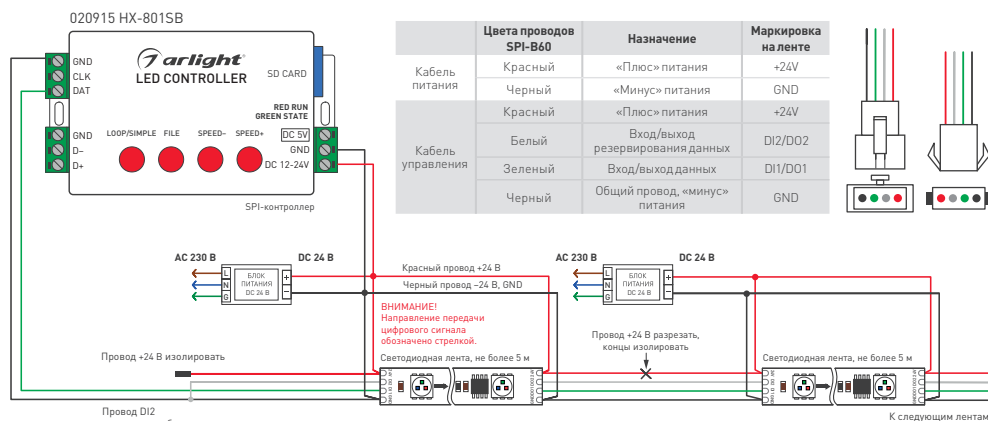 020915 HX-801SB
GND
CLK
DAT
arlight®
LED CONTROLLER
SD CARD
RED RUN
GREEN STATE
GND
D–
D+
LOOP/SIMPLE FILE SPEED– SPEED+
DC 5V
GND
DC 12-24V
SPI-контроллер
Цвета проводов SPI-B60 Назначение Маркировка на ленте
Кабель питания
Красный «Плюс» питания +24V
Черный «Минус» питания GND
Кабель управления
Красный «Плюс» питания +24V
Белый Вход/выход резервирования данных DI2/DO2
Зеленый Вход/выход данных DI1/DO1
Черный Общий провод, «минус» питания GND
AC 230 В DC 24 В
L
N
G
БЛОК
ПИТАНИЯ
DC 24 В
+
–
Красный провод +24 В
Черный провод –24 В, GND
ВНИМАНИЕ!
Направление передачи
цифрового сигнала
обозначено стрелкой.
AC 230 В DC 24 В
L
N
G
БЛОК
ПИТАНИЯ
DC 24 В
+
–
Провод +24 В разрезать,
концы изолировать
Провод +24 В изолировать
Светодиодная лента, не более 5 м
Светодиодная лента, не более 5 м
Провод DI2
К следующим лентам